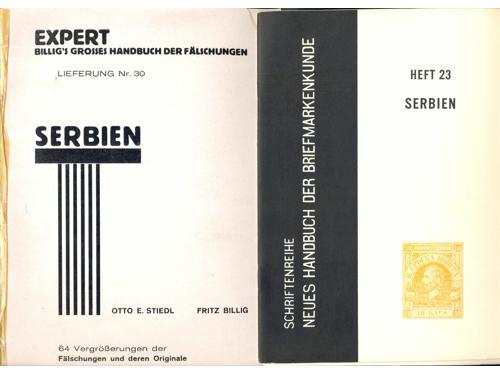 EXPERT
BILLIG'S GROSSES HANDBUCH DER FÄLSCHUNGEN
LIEFERUNG Nr. 30
SERBIEN
OTTO E. STIEDL FRITZ BILLIG
64 Vergrößerungen der
Fälschungen und deren Originale
SCHRIFTENREIHE
NEUES HANDBUCH DER BRIEFMARKENKUNDE
HEFT 23
SERBIEN